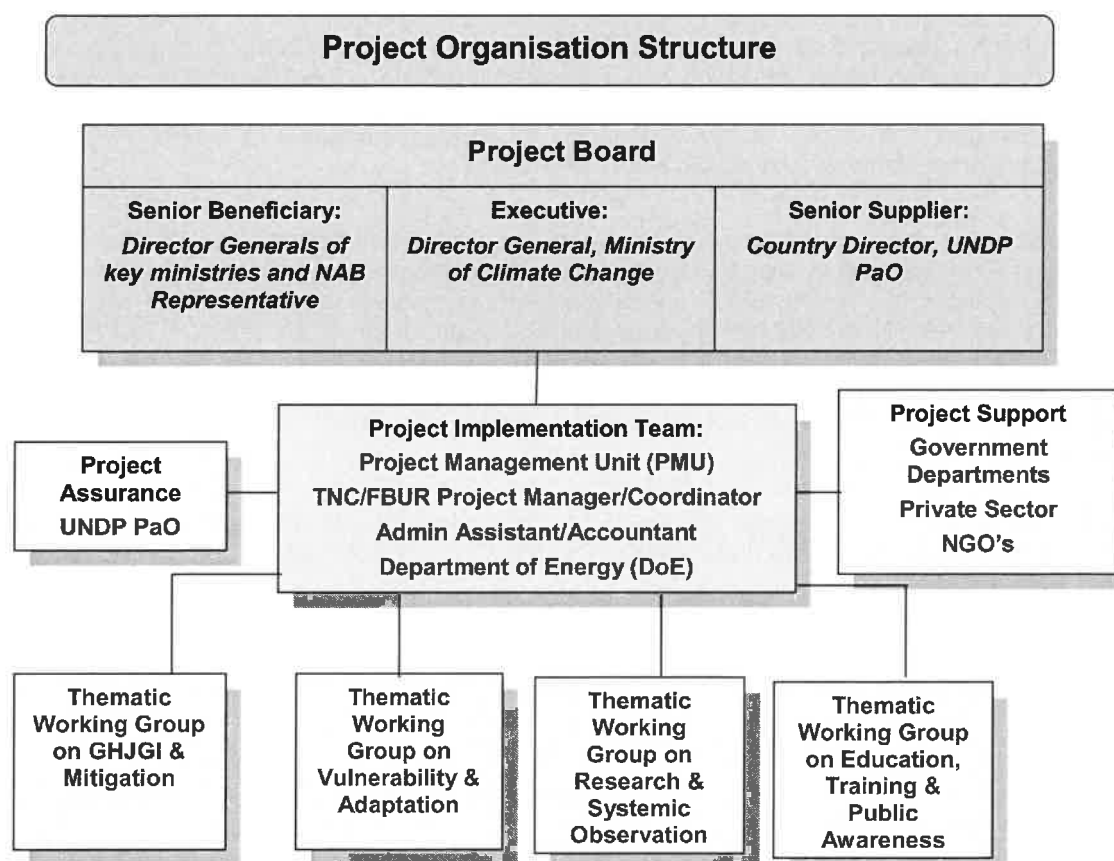 Project Organisation Structure
Project Board
Senior Beneficiary:
Director Generals of
key ministries and NAB
Representative
Executive:
Director General, Ministry
of Climate Change
Senior Supplier:
Country Director, UNDP
PaO
Project
Assurance
UNDP PaO
Project Implementation Team:
Project Management Unit (PMU)
TNC/FBUR Project Manager/Coordinator
Admin Assistant/Accountant
Department of Energy (DoE)
Project Support
Government
Departments
Private Sector
NGO's
Thematic
Working Group
on GHJGI &
Mitigation
Thematic
Working
Group on
Vulnerability &
Adaptation
Thematic
Working
Group on
Research &
Systemic
Observation
Thematic
Working Group
on Education,
Training &
Public
Awareness